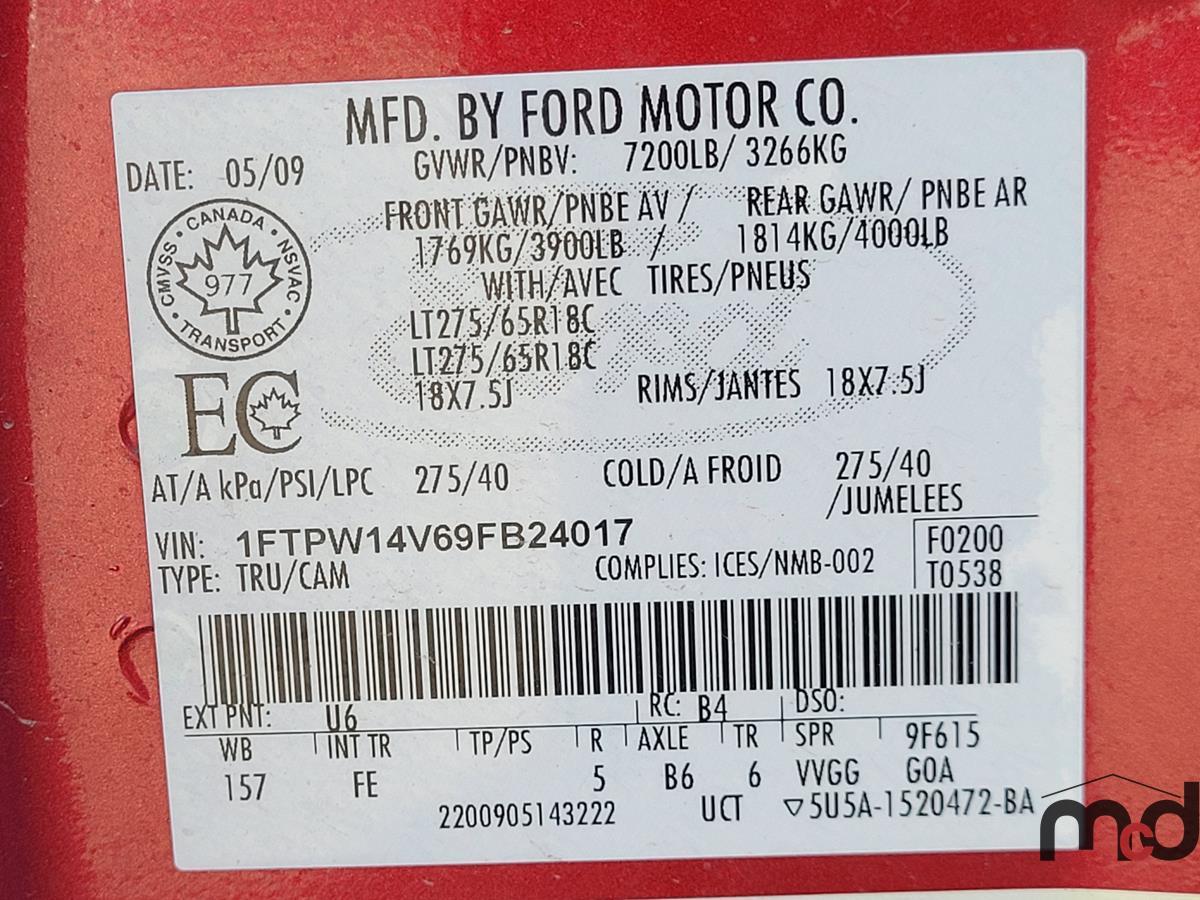 MFD. BY FORD MOTOR CO.
DATE: 05/09 GVWR/PNBV: 7200LB/ 3266KG
CANADA
CMVSS
NSVAC
977
TRANSPORT
FRONT GAWR/PNBE AV / REAR GAWR/ PNBE AR
1769KG/3900LB / 1814KG/4000LB
WITH/AVEC TIRES/PNEUS
LT275/65R18C
LT275/65R18C
18X7.5J RIMS/JANTES 18X7.5J
EC
AT/A kPa/PSI/LPC 275/40 COLD/A FROID 275/40
/JUMELEES
VIN: 1FTPW14V69FB24017 F0200
TYPE: TRU/CAM COMPLIES: ICES/NMB-002 T0538
EXT PNT: U6 RC: B4 DSO:
WB INT TR TP/PS R AXLE TR SPR 9F615
157 FE 5 B6 6 VVGG GOA
2200905143222 UCT ▽5U5A-1520472-BA
mcd